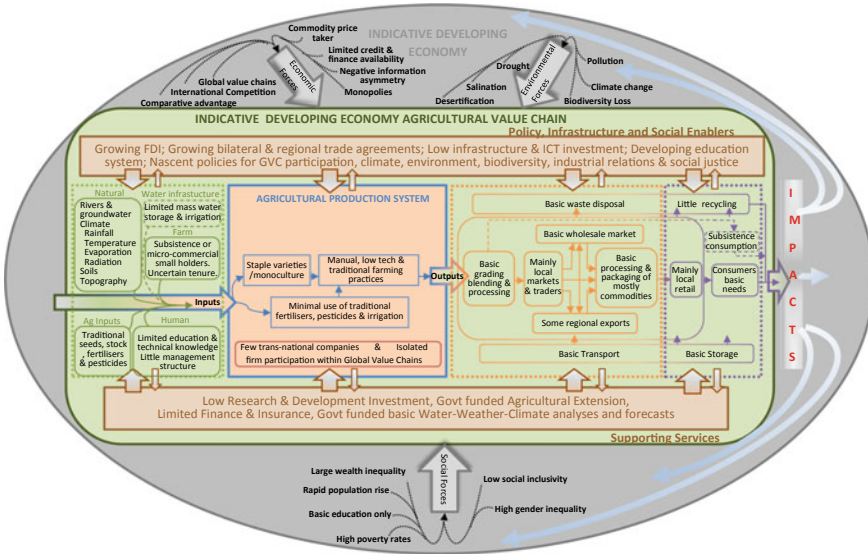 INDICATIVE DEVELOPING
ECONOMY
Commodity price
taker
Limited credit &
finance availability
Negative information
asymmetry
Monopolies
Global value chains
International Competition
Comparative advantage
Economic
Forces
Drought
Salination
Desertification
Environmental
Forces
Pollution
Climate change
Biodiversity Loss
INDICATIVE DEVELOPING ECONOMY AGRICULTURAL VALUE CHAIN
Policy, Infrastructure and Social Enablers
Growing FDI; Growing bilateral & regional trade agreements; Low infrastructure & ICT investment; Developing education
system; Nascent policies for GVC participation, climate, environment, biodiversity, industrial relations & social justice
Natural
Rivers &
groundwater
Climate
Rainfall
Temperature
Evaporation
Radiation
Soils
Topography
Water infrastucture
Limited mass water
storage & irrigation
Farm
Subsistence or
micro-commercial
small holders.
Uncertain tenure.
Inputs
Ag Inputs
Traditional
seeds, stock
, fertilisers
& pesticides
Human
Limited education &
technical knowledge
Little management
structure
AGRICULTURAL PRODUCTION SYSTEM
Staple varieties
/monoculture
Manual, low tech &
traditional farming
practices
Minimal use of traditional
fertilisers, pesticides & irrigation
Few trans-national companies & Isolated
firm participation within Global Value Chains
Outputs
Basic waste disposal
Basic wholesale market
Basic
grading
blending &
processing
Mainly
local
markets
& traders
Basic
processing &
packaging of
mostly
commodities
Some regional exports
Basic Transport
Little recycling
Subsistence
consumption
Mainly
local
retail
Consumers
basic
needs
Basic Storage
I
M
P
A
C
T
S
Low Research & Development Investment, Govt funded Agricultural Extension,
Limited Finance & Insurance, Govt funded basic Water-Weather-Climate analyses and forecasts
Supporting Services
Social Forces
Large wealth inequality
Rapid population rise
Basic education only
High poverty rates
Low social inclusivity
High gender inequality